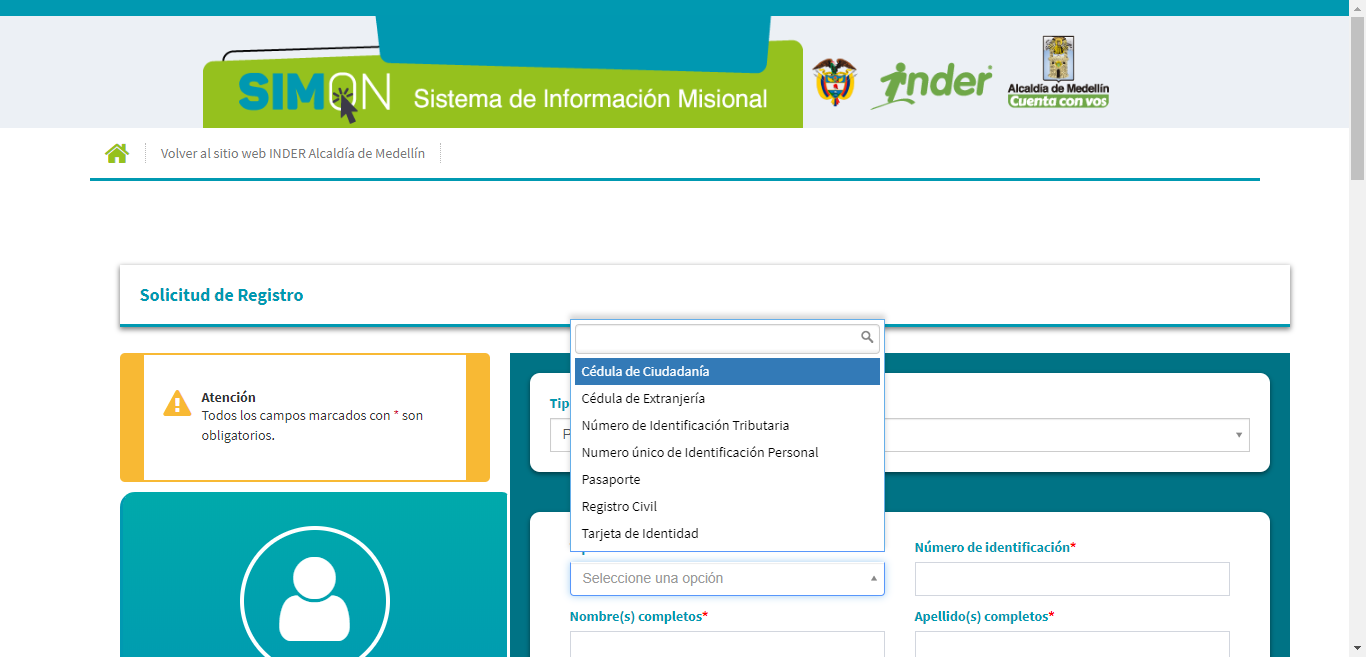 SIMON Sistema de Información Misional
inder
Alcaldía de Medellín
Cuenta con vos
Volver al sitio web INDER Alcaldía de Medellín
Solicitud de Registro
Atención
Todos los campos marcados con * son
obligatorios.
Cédula de Ciudadanía
Cédula de Extranjería
Número de Identificación Tributaria
Numero único de Identificación Personal
Pasaporte
Registro Civil
Tarjeta de Identidad
Número de identificación*
Seleccione una opción
Nombre(s) completos*
Apellido(s) completos*